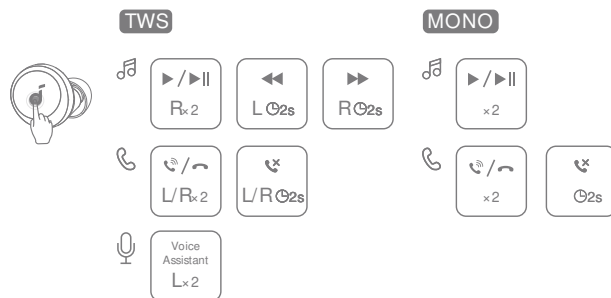 TWS
MONO
R×2
L 2s
R 2s
×2
L/R×2
L/R 2s
×2
2s
Voice
Assistant
L×2